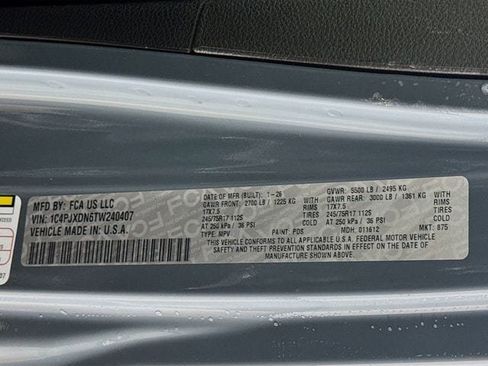 MFD BY: FCA US LLC
VIN: 1C4PJXDN6TW240407
VEHICLE MADE IN: U.S.A.
DATE OF MFR (BUILT): 1-26 GVWR: 5500 LB / 2495 KG
GAWR FRONT: 2700 LB / 1225 KG WITH GAWR REAR: 3000 LB / 1361 KG WITH
17X7.5 RIMS 17X7.5 RIMS
245/75R17 112S TIRES 245/75R17 112S TIRES
AT 250 kPa / 36 PSI COLD AT 250 kPa / 36 PSI COLD
TYPE: MPV PAINT: PDS MDH: 011612 MKT: 875
THIS VEHICLE CONFORMS TO ALL APPLICABLE U.S.A. FEDERAL MOTOR VEHICLE
SAFETY AND THEFT PREVENTION STANDARDS IN EFFECT ON THE DATE OF
MANUFACTURE SHOWN ABOVE.